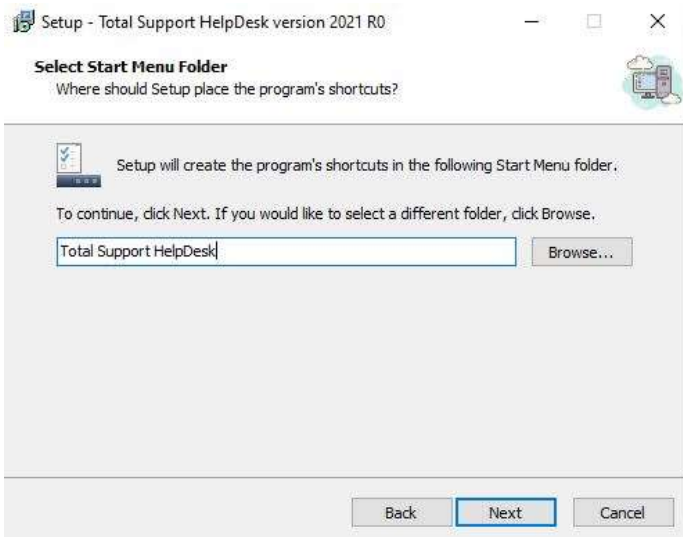 Setup - Total Support HelpDesk version 2021 R0
Select Start Menu Folder
Where should Setup place the program's shortcuts?
Setup will create the program's shortcuts in the following Start Menu folder.
To continue, click Next. If you would like to select a different folder, click Browse.
Total Support HelpDesk
Browse...
Back
Next
Cancel